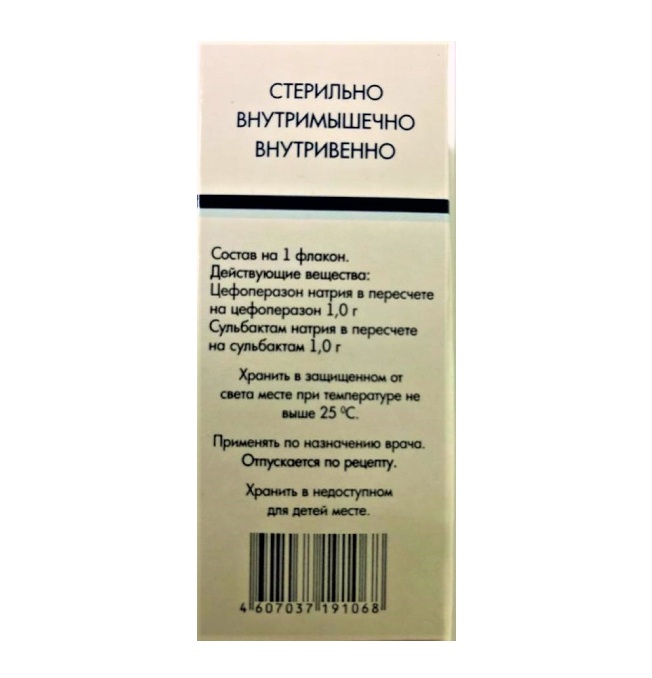 СТЕРИЛЬНО
ВНУТРИМЫШЕЧНО
ВНУТРИВЕННО
Состав на 1 флакон.
Действующие вещества:
Цефоперазон натрия в пересчете
на цефоперазон 1,0 г
Сульбактам натрия в пересчете
на сульбактам 1,0 г
Хранить в защищенном от
света месте при температуре не
выше 25 °С.
Применять по назначению врача.
Отпускается по рецепту.
Хранить в недоступном
для детей месте.
4 607037 191068